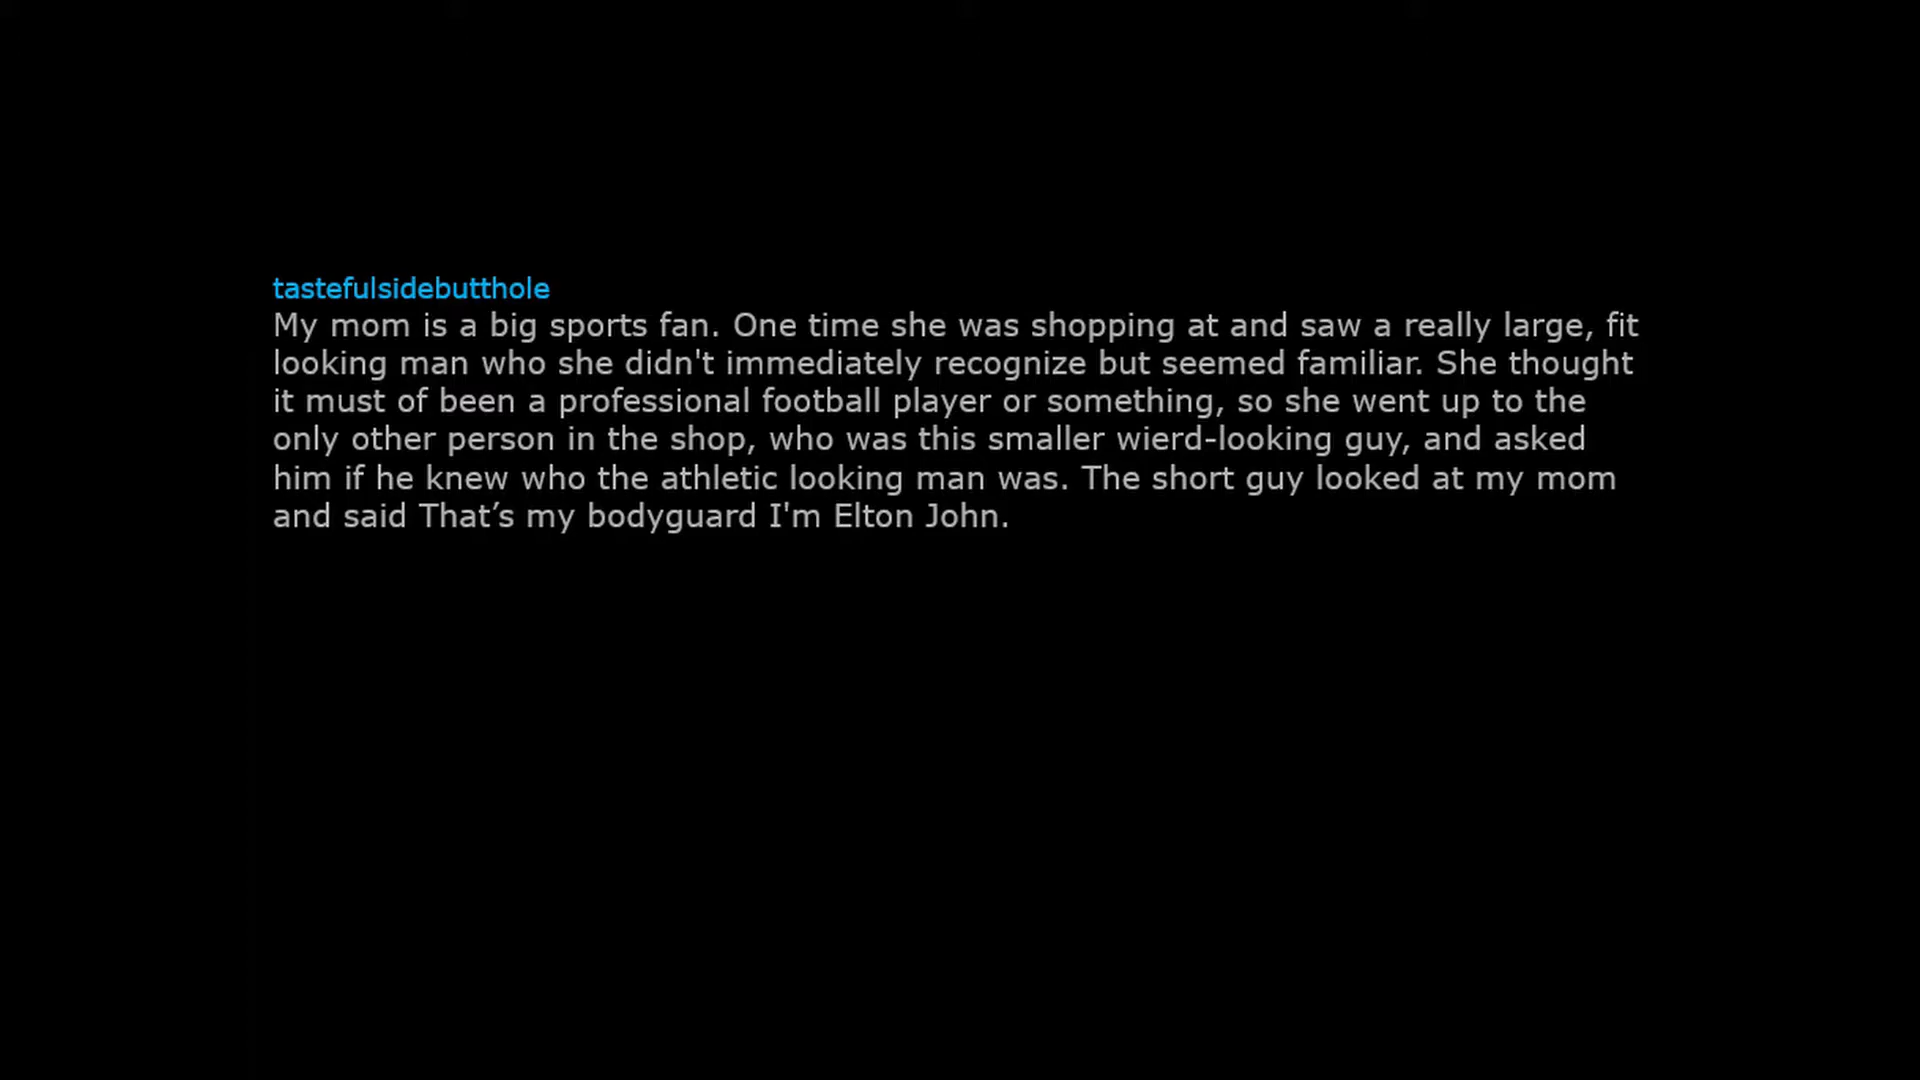 tastefulsidebutthole
My mom is a big sports fan. One time she was shopping at and saw a really large, fit
looking man who she didn't immediately recognize but seemed familiar. She thought
it must of been a professional football player or something, so she went up to the
only other person in the shop, who was this smaller wierd-looking guy, and asked
him if he knew who the athletic looking man was. The short guy looked at my mom
and said That’s my bodyguard I'm Elton John.